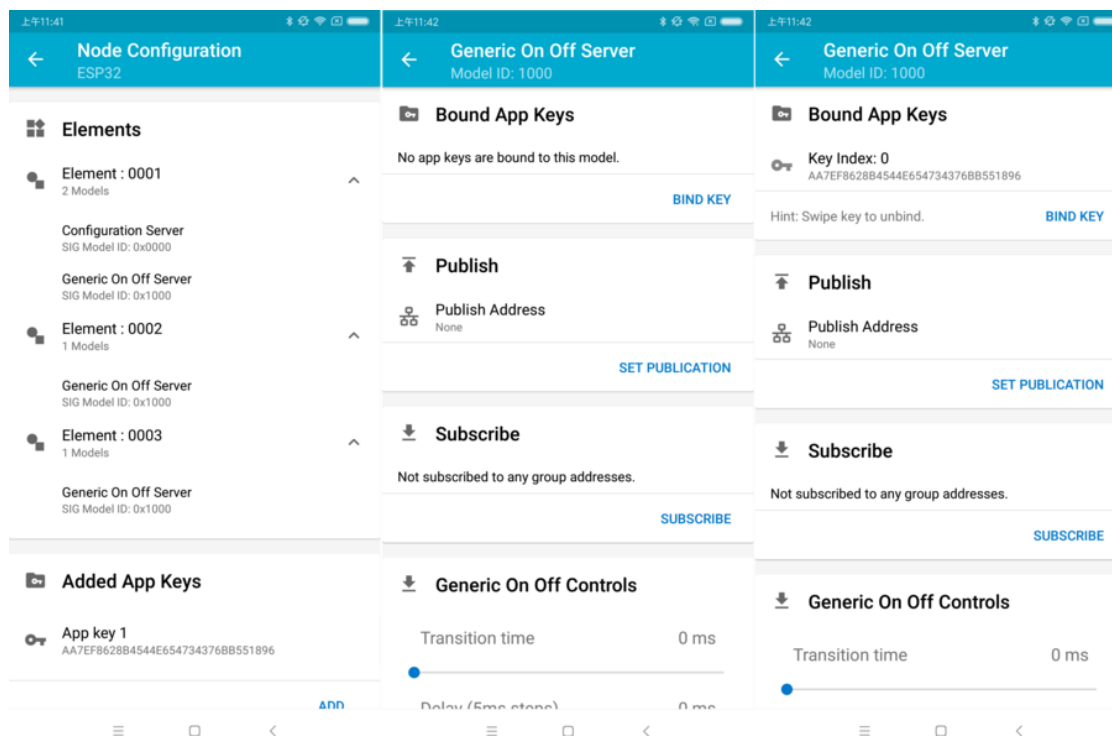 上午11:41
Node Configuration
ESP32
Elements
Element : 0001
2 Models
Configuration Server
SIG Model ID: 0x0000
Generic On Off Server
SIG Model ID: 0x1000
Element : 0002
1 Models
Generic On Off Server
SIG Model ID: 0x1000
Element : 0003
1 Models
Generic On Off Server
SIG Model ID: 0x1000
Added App Keys
App key 1
AA7EF8628B4544E654734376BB551896
ADD
上午11:42
Generic On Off Server
Model ID: 1000
Bound App Keys
No app keys are bound to this model.
BIND KEY
Publish
Publish Address
None
SET PUBLICATION
Subscribe
Not subscribed to any group addresses.
SUBSCRIBE
Generic On Off Controls
Transition time 0 ms
Delay (5ms steps) 0 ms
上午11:42
Generic On Off Server
Model ID: 1000
Bound App Keys
Key Index: 0
AA7EF8628B4544E654734376BB551896
Hint: Swipe key to unbind. BIND KEY
Publish
Publish Address
None
SET PUBLICATION
Subscribe
Not subscribed to any group addresses.
SUBSCRIBE
Generic On Off Controls
Transition time 0 ms